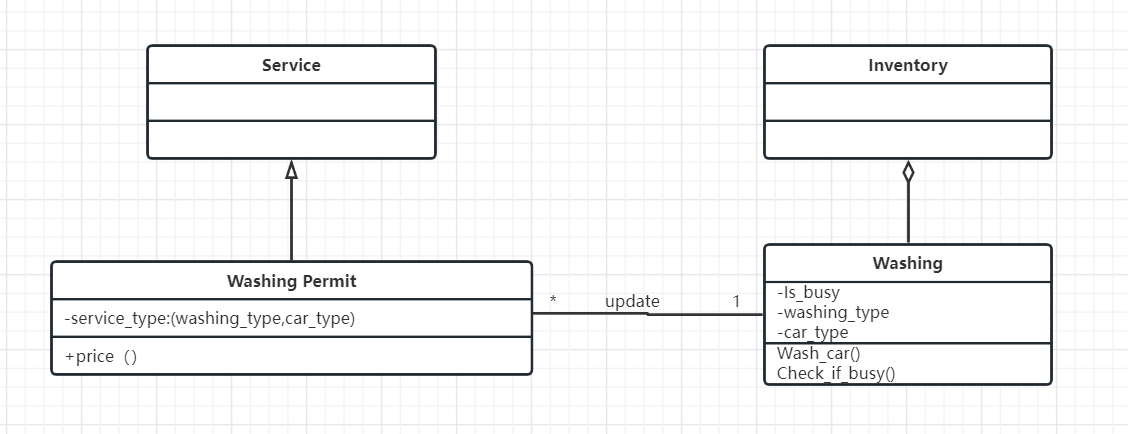 Service
Inventory
Washing Permit
-service_type:(washing_type,car_type)
+price（）
* update 1
Washing
-Is_busy
-washing_type
-car_type
Wash_car()
Check_if_busy()